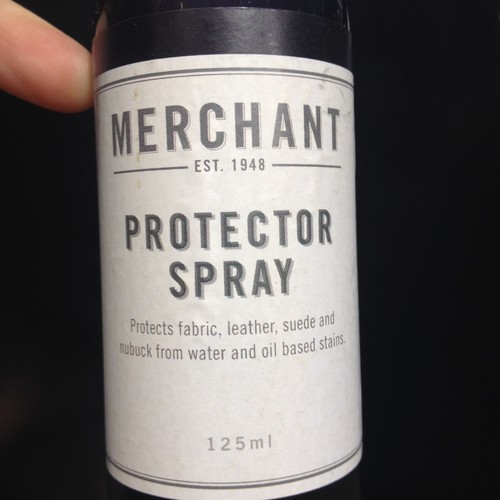 MERCHANT
EST. 1948
PROTECTOR
SPRAY
Protects fabric, leather, suede and
nubuck from water and oil based stains.
125ml